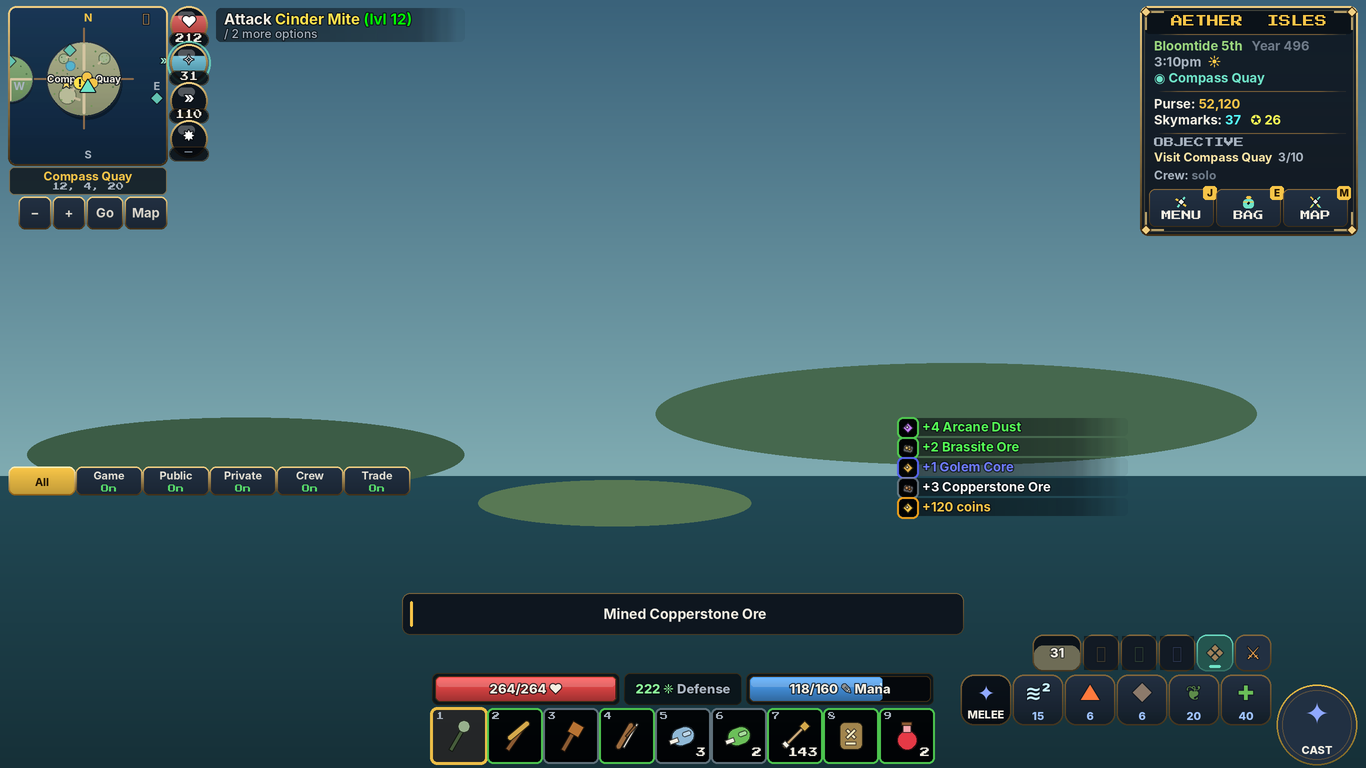 N
W
E
S
Compass Quay
Compass Quay
12, 4, 20
−
+
Go
Map
212
31
110
Attack Cinder Mite (lvl 12)
/ 2 more options
AETHER ISLES
Bloomtide 5th Year 496
3:10pm
Compass Quay
Purse: 52,120
Skymarks: 37 ✪ 26
OBJECTIVE
Visit Compass Quay 3/10
Crew: solo
J
MENU
E
BAG
M
MAP
All
Game
On
Public
On
Private
On
Crew
On
Trade
On
+4 Arcane Dust
+2 Brassite Ore
+1 Golem Core
+3 Copperstone Ore
+120 coins
Mined Copperstone Ore
264/264
222 Defense
118/160 Mana
1
2
3
4
5
3
6
2
7
143
8
9
2
31
MELEE
2
15
6
6
20
40
CAST